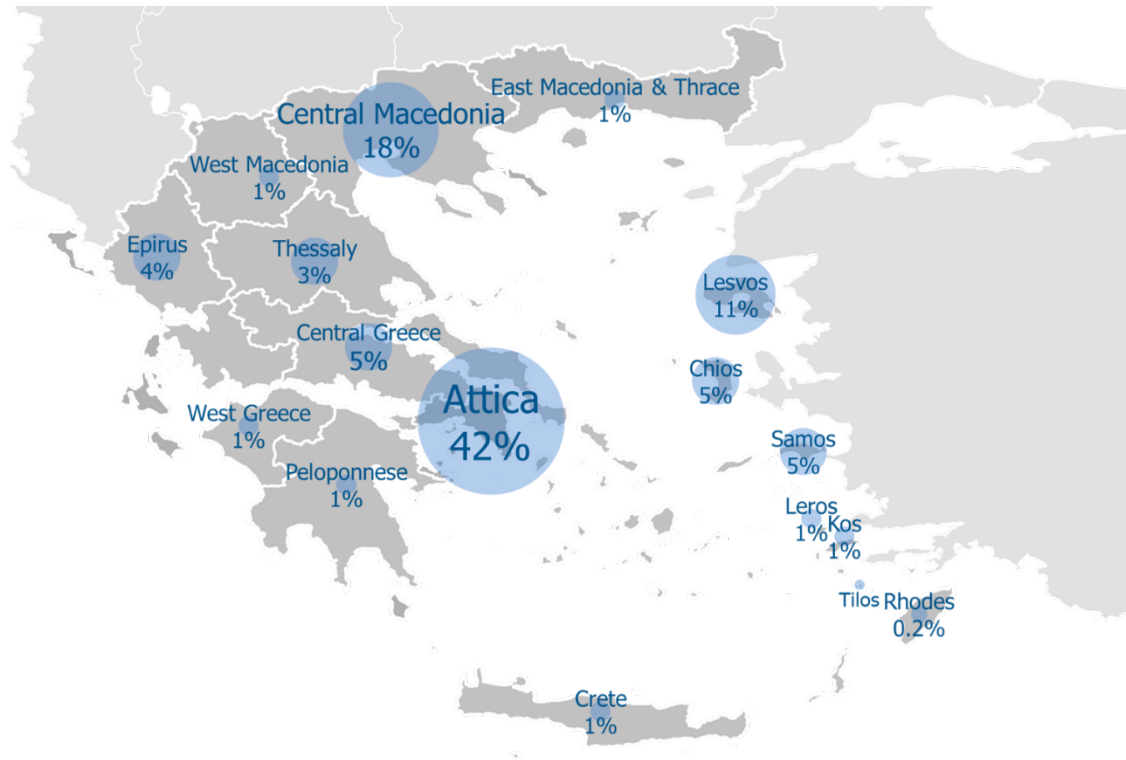 East Macedonia & Thrace
1%
Central Macedonia
18%
West Macedonia
1%
Epirus
4%
Thessaly
3%
Lesvos
11%
Central Greece
5%
Chios
5%
Attica
42%
West Greece
1%
Samos
5%
Peloponnese
1%
Leros
1%
Kos
1%
Tilos
Rhodes
0.2%
Crete
1%